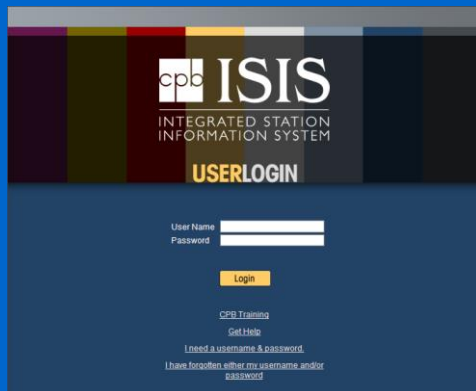 cpb ISIS
INTEGRATED STATION
INFORMATION SYSTEM
USERLOGIN
User Name
Password
Login
CPB Training
Get Help
I need a username & password.
I have forgotten either my username and/or
password